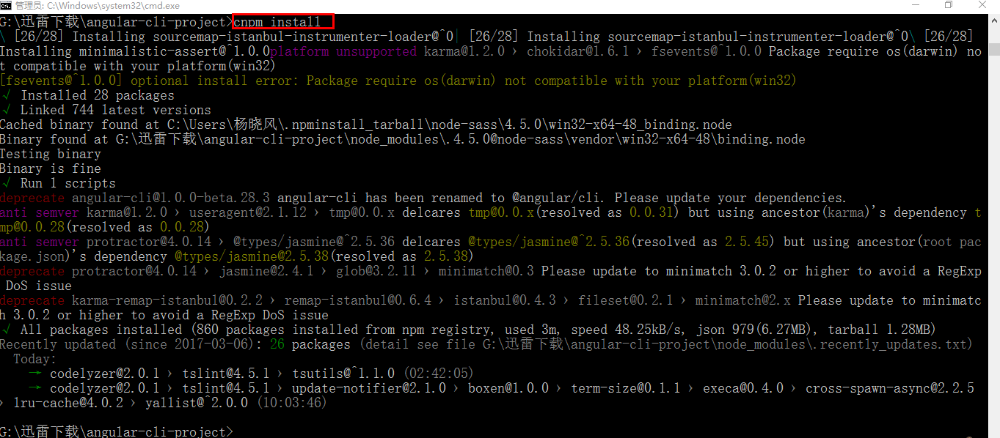 管理员: C:\Windows\system32\cmd.exe
G:\迅雷下载\angular-cli-project>cnpm install
\ [26/28] Installing sourcemap-istanbul-instrumenter-loader@^0| [26/28] Installing sourcemap-istanbul-instrumenter-loader@^0\ [26/28]
Installing minimalistic-assert@^1.0.0platform unsupported karma@1.2.0 › chokidar@1.6.1 › fsevents@^1.0.0 Package require os(darwin) no
t compatible with your platform(win32)
[fsevents@^1.0.0] optional install error: Package require os(darwin) not compatible with your platform(win32)
√ Installed 28 packages
√ Linked 744 latest versions
Cached binary found at C:\Users\杨晓风\.npminstall_tarball\node-sass\4.5.0\win32-x64-48_binding.node
Binary found at G:\迅雷下载\angular-cli-project\node_modules\.4.5.0@node-sass\vendor\win32-x64-48\binding.node
Testing binary
Binary is fine
√ Run 1 scripts
deprecate angular-cli@1.0.0-beta.28.3 angular-cli has been renamed to @angular/cli. Please update your dependencies.
anti semver karma@1.2.0 › useragent@2.1.12 › tmp@0.0.x delcares tmp@0.0.x(resolved as 0.0.31) but using ancestor(karma)'s dependency t
mp@0.0.28(resolved as 0.0.28)
anti semver protractor@4.0.14 › @types/jasmine@^2.5.36 delcares @types/jasmine@^2.5.36(resolved as 2.5.45) but using ancestor(root pac
kage.json)'s dependency @types/jasmine@2.5.38(resolved as 2.5.38)
deprecate protractor@4.0.14 › jasmine@2.4.1 › glob@3.2.11 › minimatch@0.3 Please update to minimatch 3.0.2 or higher to avoid a RegExp
DoS issue
deprecate karma-remap-istanbul@0.2.2 › remap-istanbul@0.6.4 › istanbul@0.4.3 › fileset@0.2.1 › minimatch@2.x Please update to minimatc
h 3.0.2 or higher to avoid a RegExp DoS issue
√ All packages installed (860 packages installed from npm registry, used 3m, speed 48.25kB/s, json 979(6.27MB), tarball 1.28MB)
Recently updated (since 2017-03-06): 26 packages (detail see file G:\迅雷下载\angular-cli-project\node_modules\.recently_updates.txt)
Today:
→ codelyzer@2.0.1 › tslint@4.5.1 › tsutils@^1.1.0 (02:42:05)
→ codelyzer@2.0.1 › tslint@4.5.1 › update-notifier@2.1.0 › boxen@1.0.0 › term-size@0.1.1 › execa@0.4.0 › cross-spawn-async@2.2.5
› lru-cache@4.0.2 › yallist@^2.0.0 (10:03:46)
G:\迅雷下载\angular-cli-project>